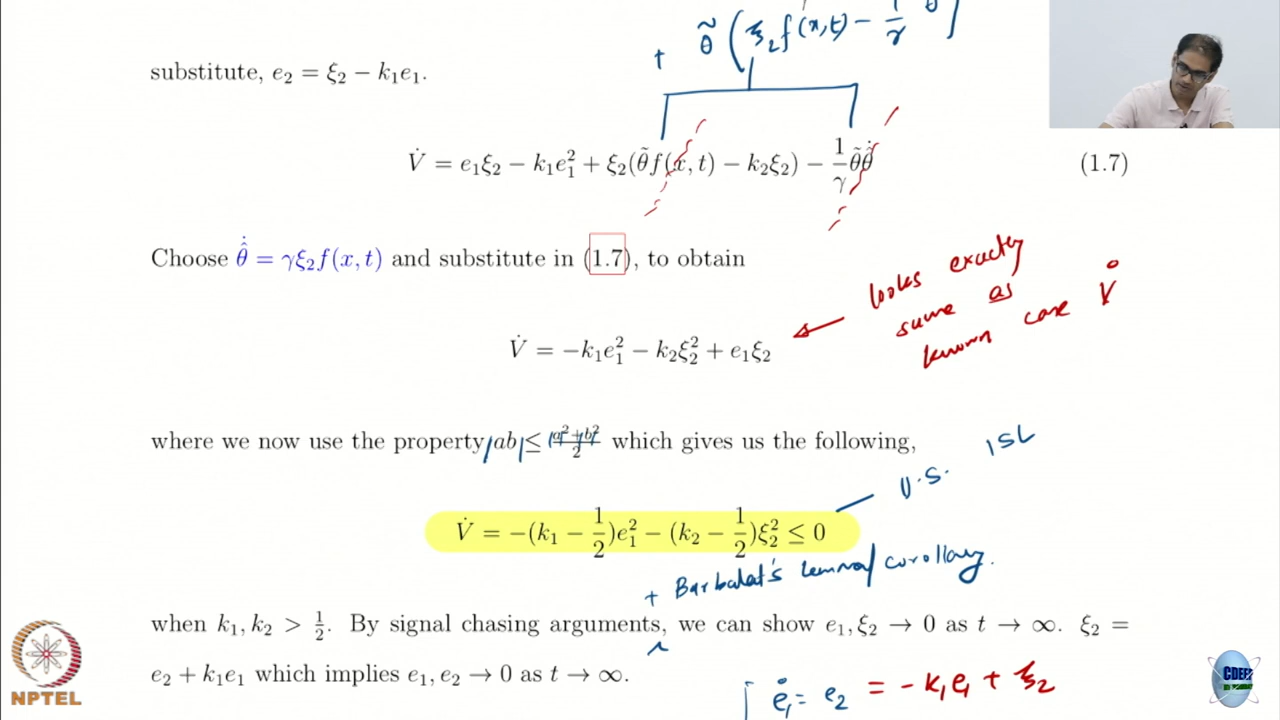 + θ̃ (ξ₂f(x,t) − 1/γ
substitute, e₂ = ξ₂ − k₁e₁.
V̇ = e₁ξ₂ − k₁e₁² + ξ₂(θ̃f(x, t) − k₂ξ₂) − 1/γ θ̃θ̂̇ (1.7)
Choose θ̂̇ = γξ₂f(x, t) and substitute in (1.7), to obtain
looks exactly
same as
known case V̇
V̇ = −k₁e₁² − k₂ξ₂² + e₁ξ₂
where we now use the property |ab| ≤ |a|²+|b|²/2 which gives us the following,
U.S. ISL
V̇ = −(k₁ − 1/2)e₁² − (k₂ − 1/2)ξ₂² ≤ 0
+ Barbalat's lemma/corollary.
when k₁, k₂ > 1/2. By signal chasing arguments, we can show e₁, ξ₂ → 0 as t → ∞. ξ₂ =
e₂ + k₁e₁ which implies e₁, e₂ → 0 as t → ∞.
ė₁ = e₂ = −k₁e₁ + ξ₂
NPTEL
CDEEP